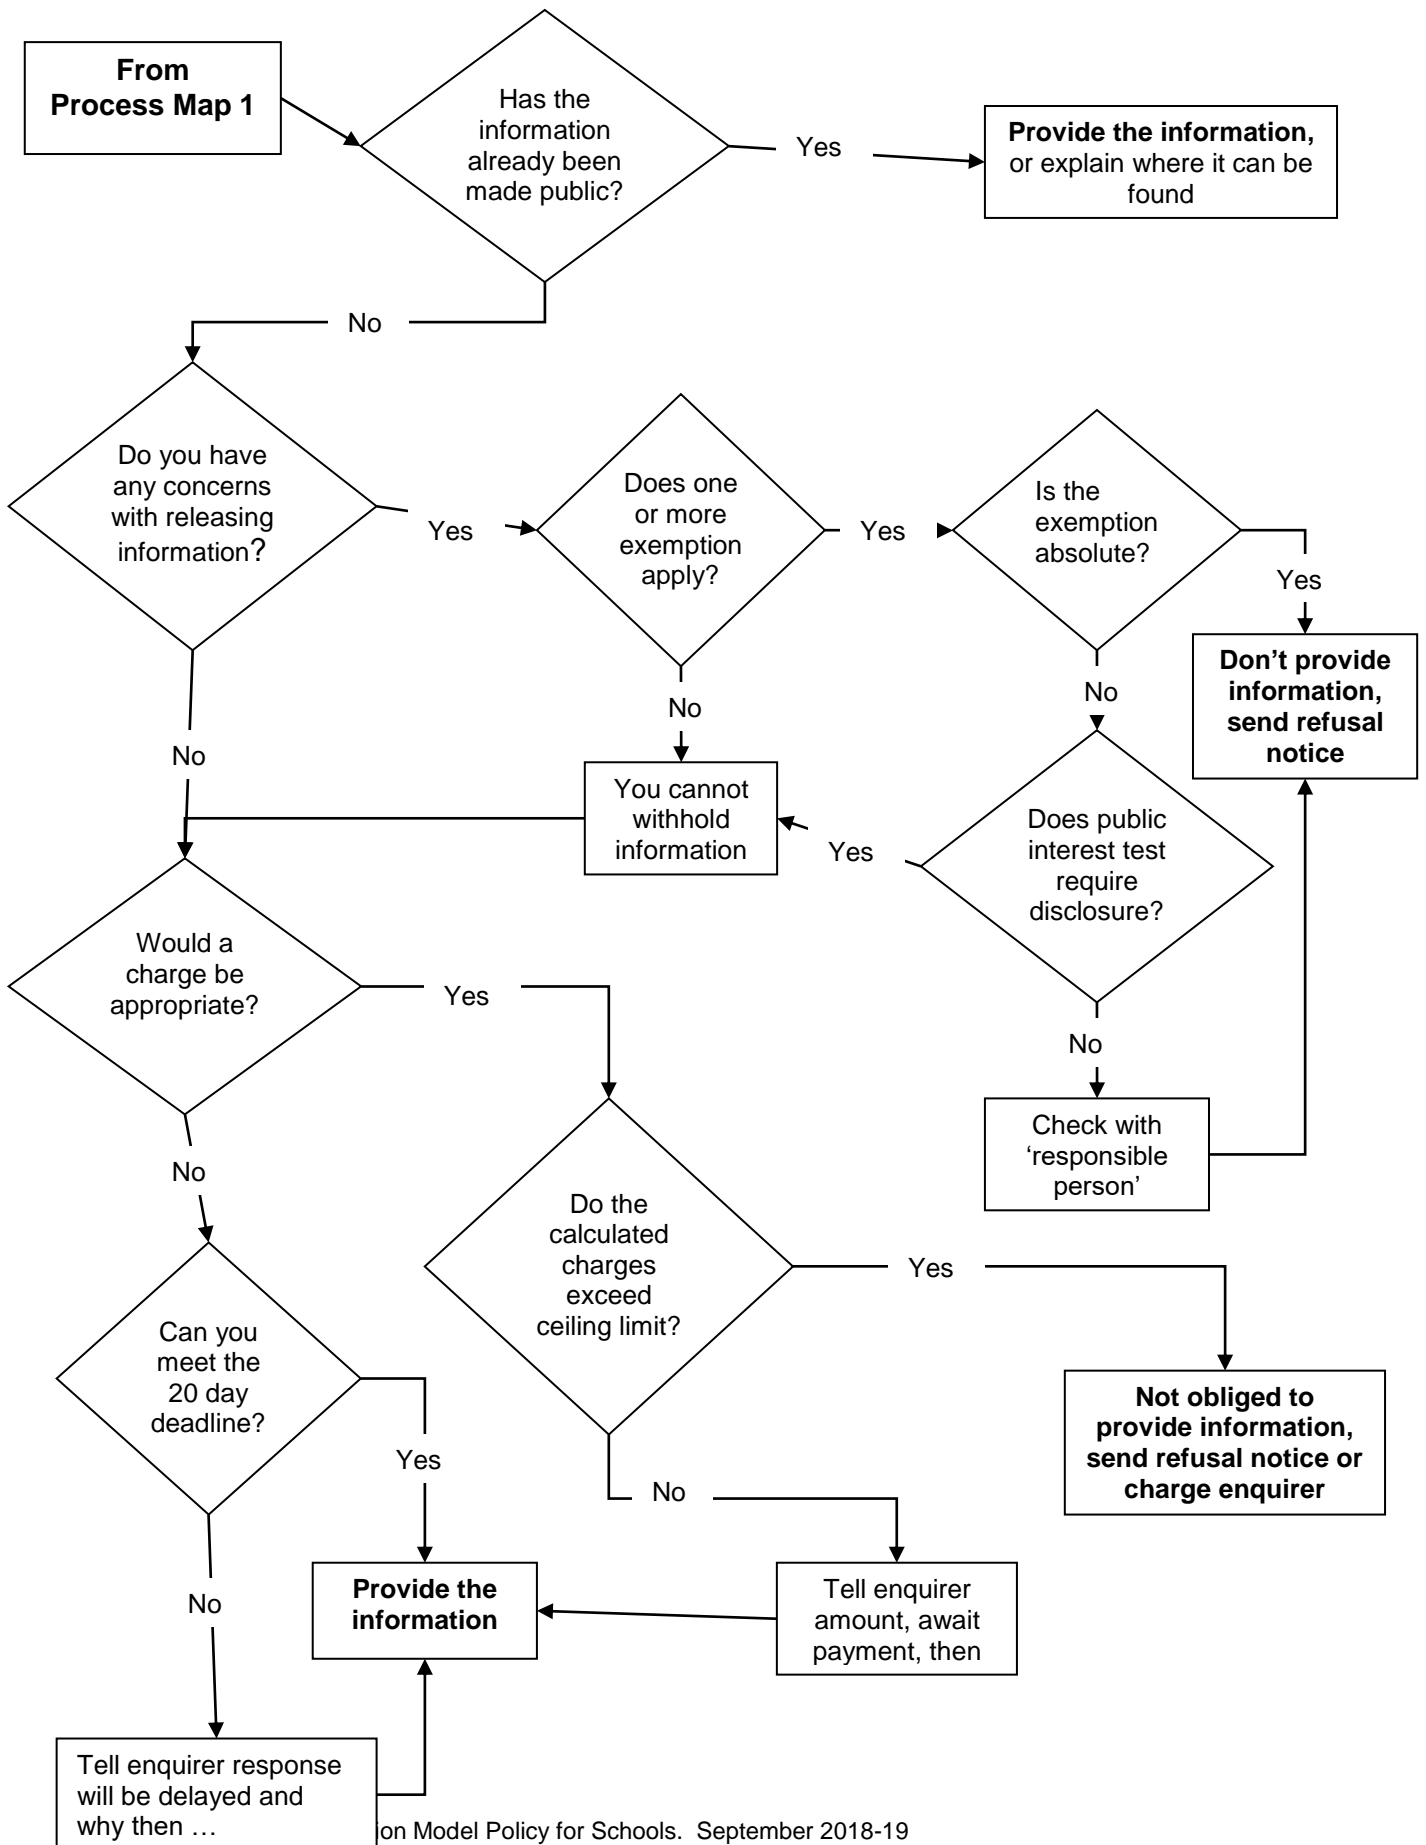 From
Process Map 1
Has the
information
already been
made public?
Yes
Provide the information,
or explain where it can be
found
No
Do you have
any concerns
with releasing
information?
Yes
Does one
or more
exemption
apply?
Yes
Is the
exemption
absolute?
Yes
Don’t provide
information,
send refusal
notice
No
No
No
You cannot
withhold
information
Yes
Does public
interest test
require
disclosure?
Would a
charge be
appropriate?
Yes
No
Check with
‘responsible
person’
No
Do the
calculated
charges
exceed
ceiling limit?
Yes
Can you
meet the
20 day
deadline?
Not obliged to
provide information,
send refusal notice or
charge enquirer
Yes
No
No
Provide the
information
Tell enquirer
amount, await
payment, then
Tell enquirer response
will be delayed and
why then …
ion Model Policy for Schools. September 2018-19